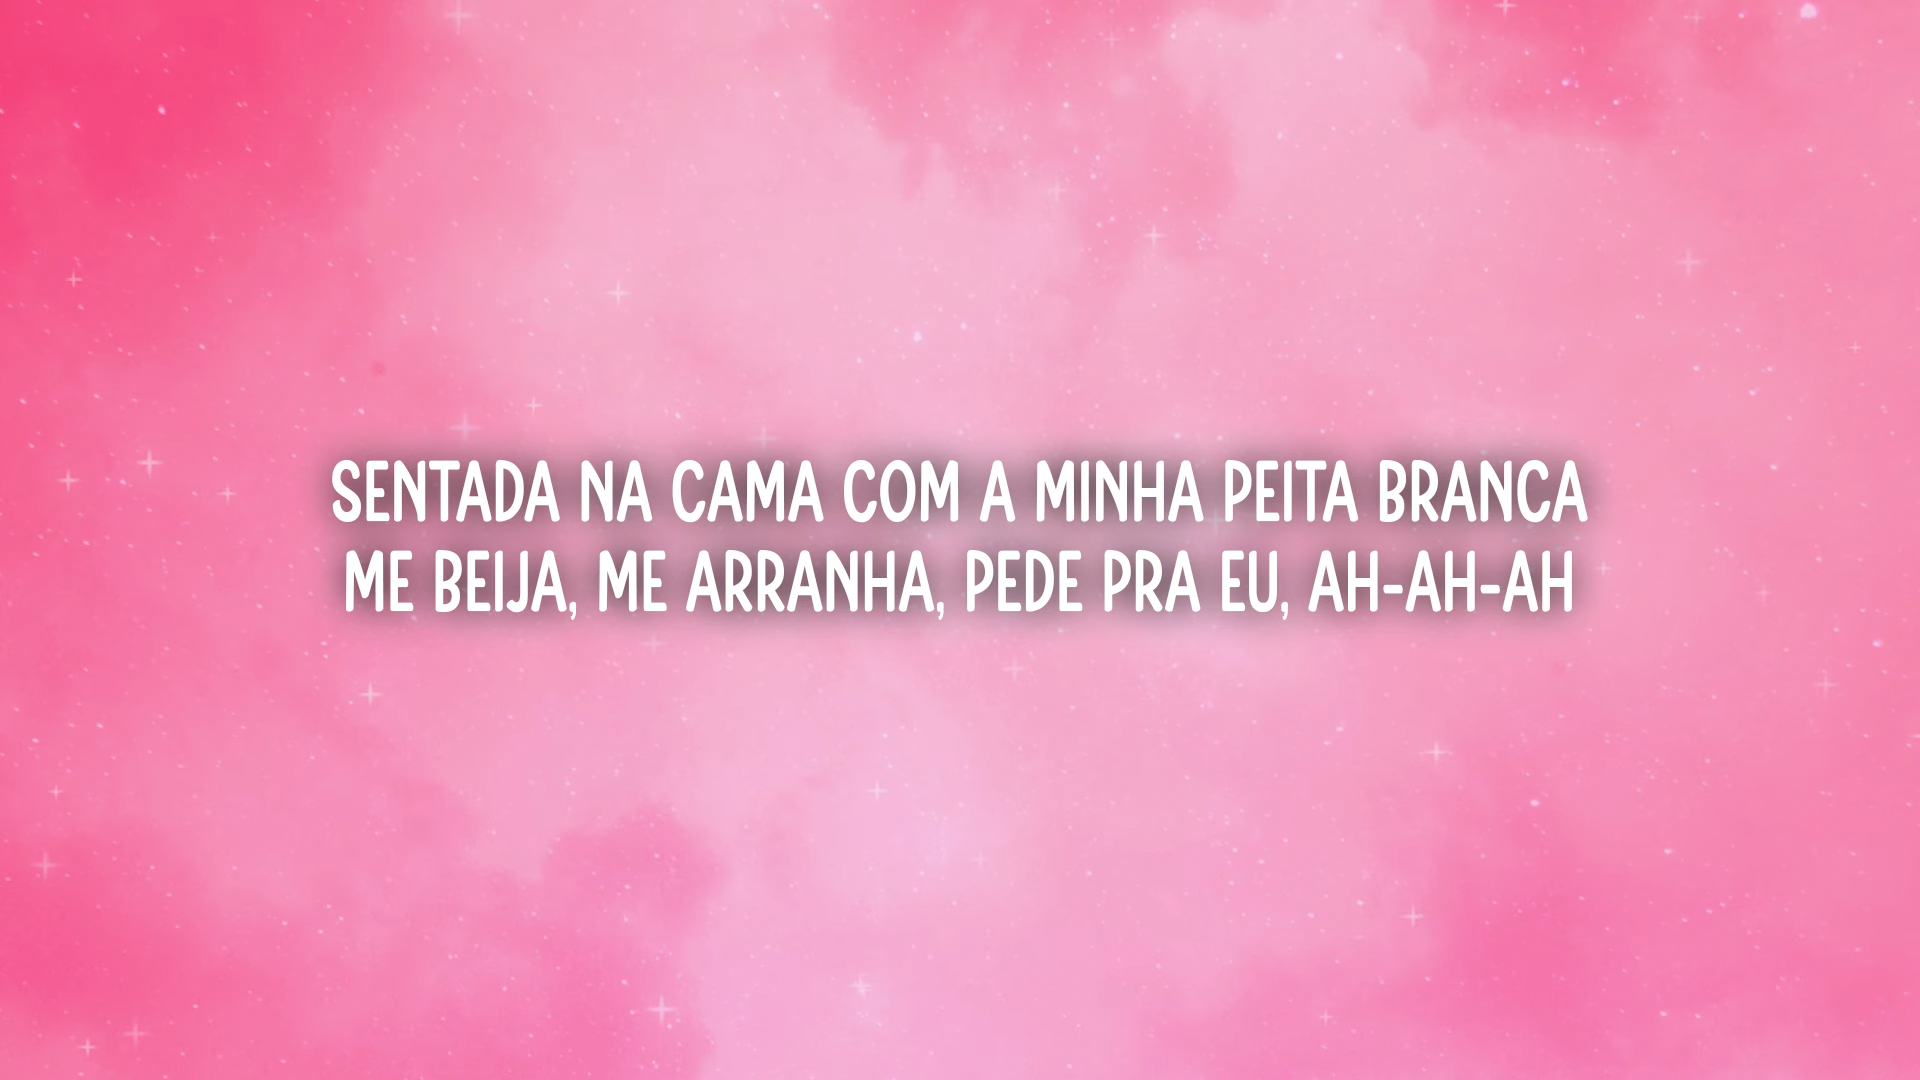 SENTADA NA CAMA COM A MINHA PEITA BRANCA
ME BEIJA, ME ARRANHA, PEDE PRA EU, AH-AH-AH